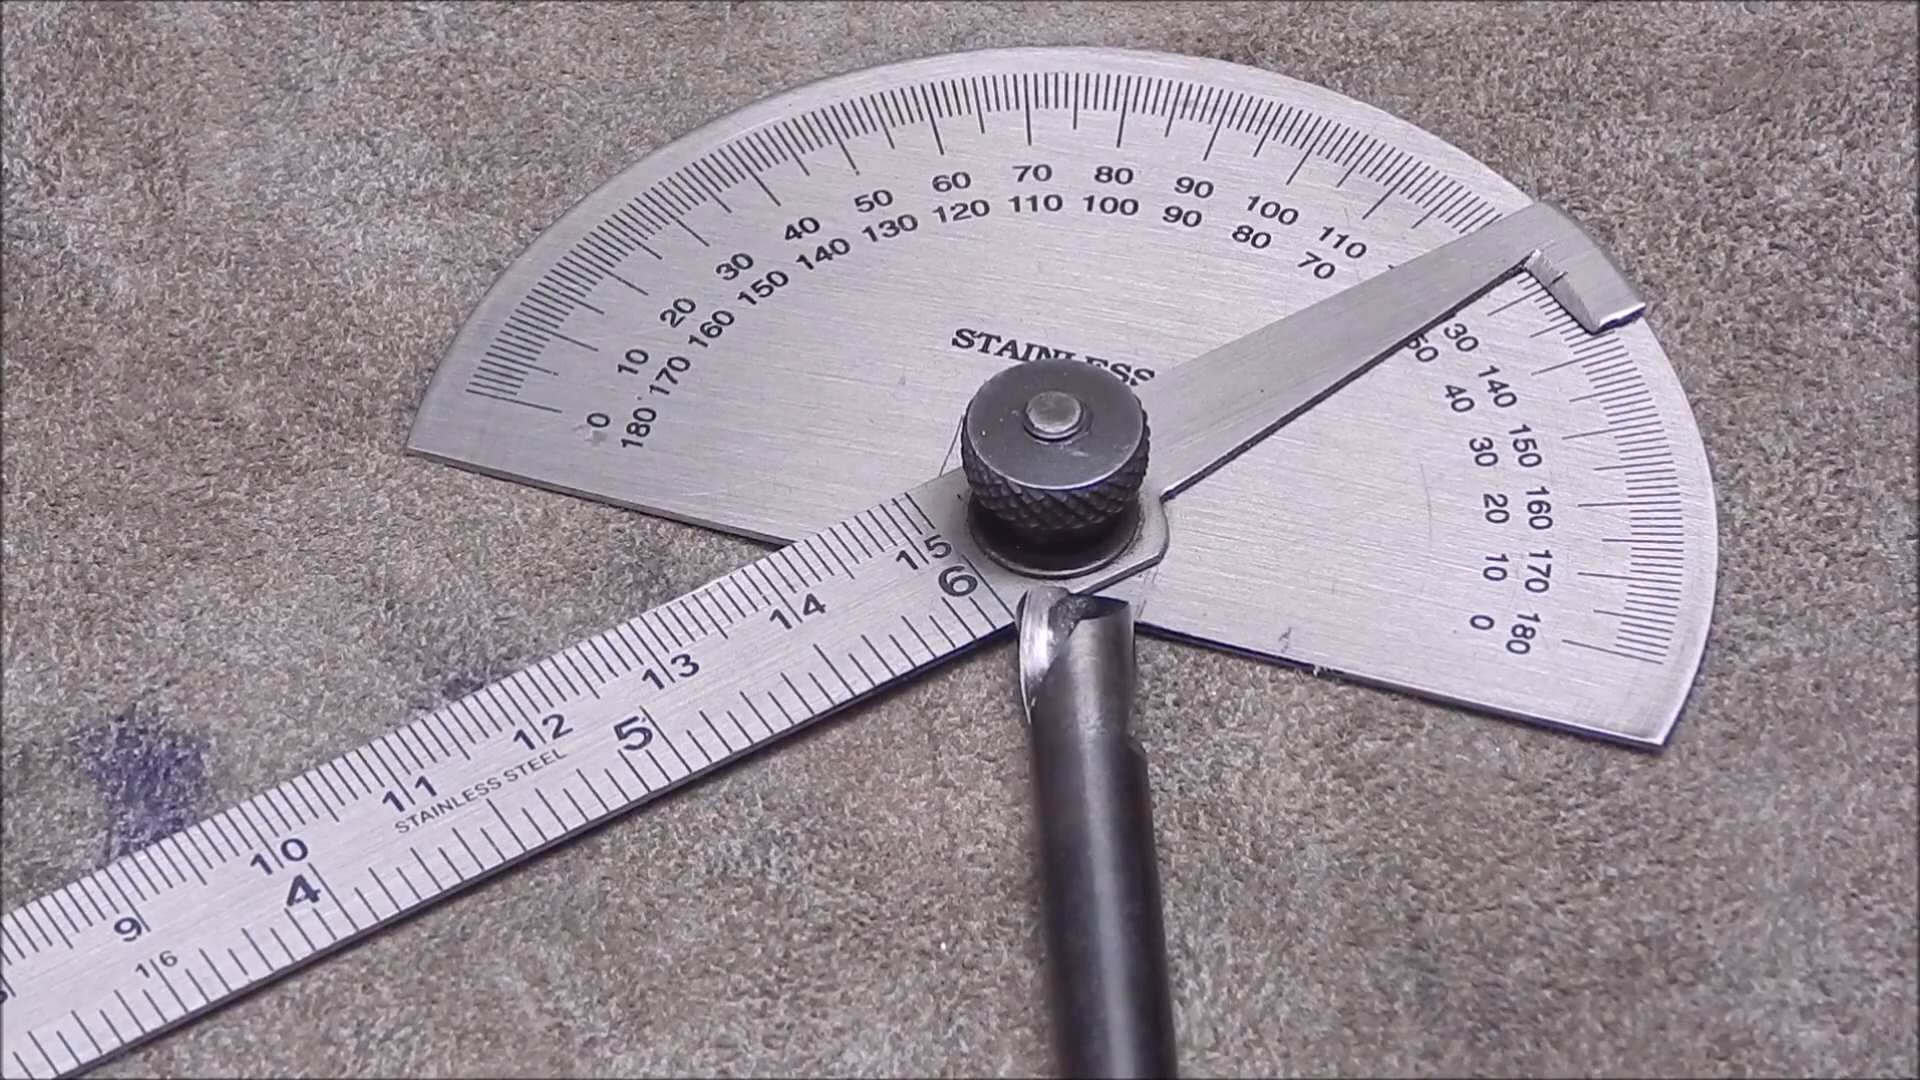 0 10 20 30 40 50 60 70 80 90 100 110 30 140 150 160 170 180
180 170 160 150 140 130 120 110 100 90 80 70 40 30 20 10 0
STAINLESS
9 10 11 12 13 14 15
STAINLESS STEEL
4 5 6
16